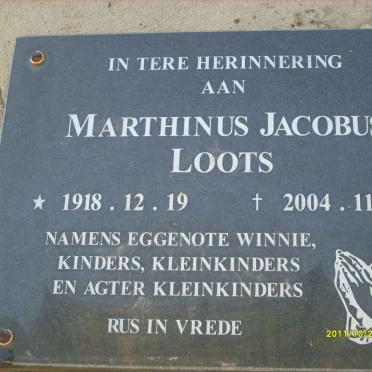 IN TERE HERINNERING
AAN
MARTHINUS JACOBUS
LOOTS
★ 1918.12.19 † 2004.11
NAMENS EGGENOTE WINNIE,
KINDERS, KLEINKINDERS
EN AGTER KLEINKINDERS
RUS IN VREDE